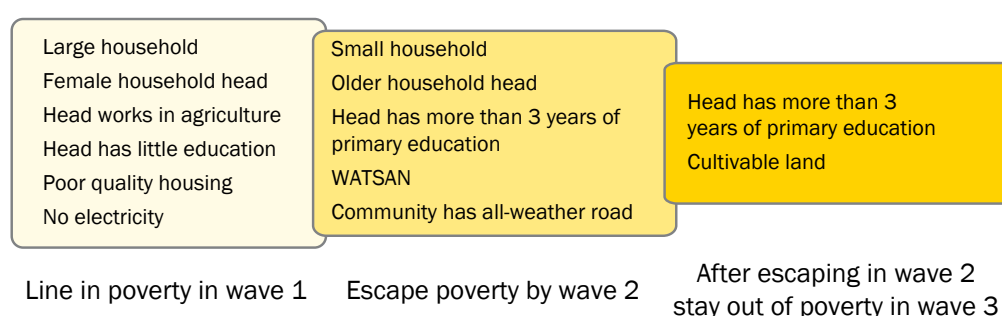 Large household
Female household head
Head works in agriculture
Head has little education
Poor quality housing
No electricity
Small household
Older household head
Head has more than 3 years of
primary education
WATSAN
Community has all-weather road
Head has more than 3
years of primary education
Cultivable land
Line in poverty in wave 1
Escape poverty by wave 2
After escaping in wave 2
stay out of poverty in wave 3